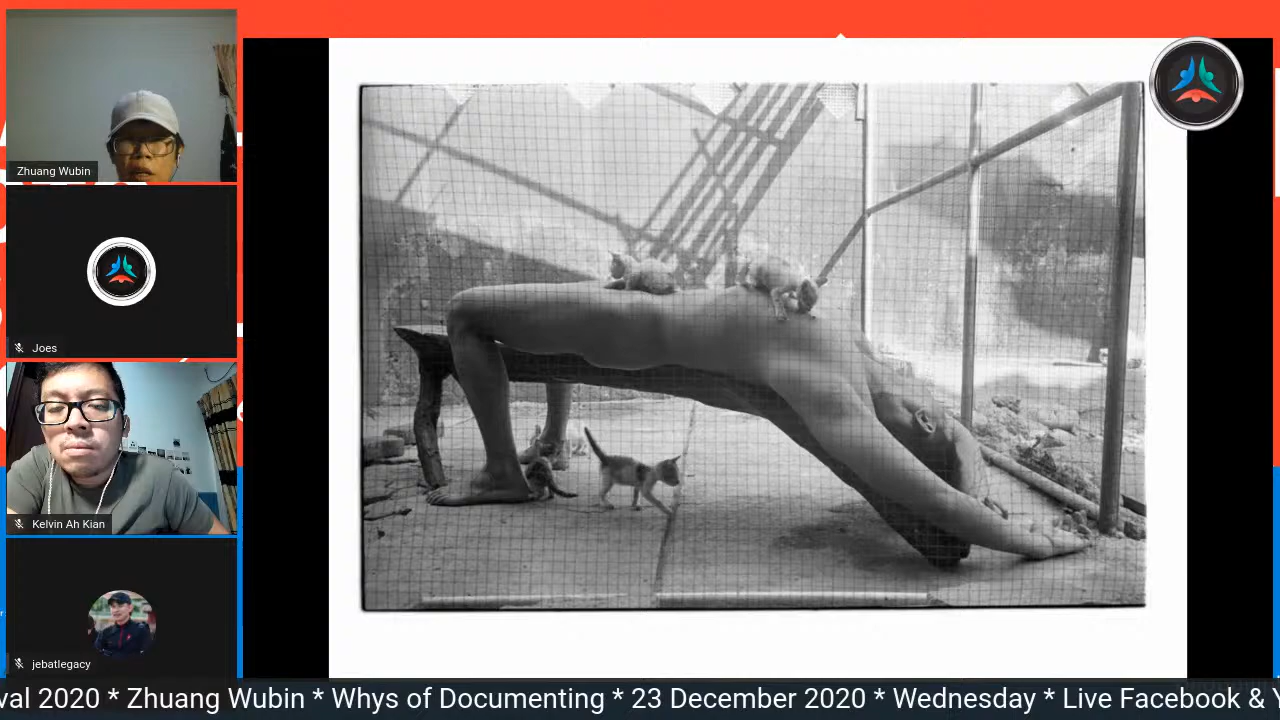 Zhuang Wubin
Joes
Kelvin Ah Kian
jebatlegacy
val 2020 * Zhuang Wubin * Whys of Documenting * 23 December 2020 * Wednesday * Live Facebook & Y